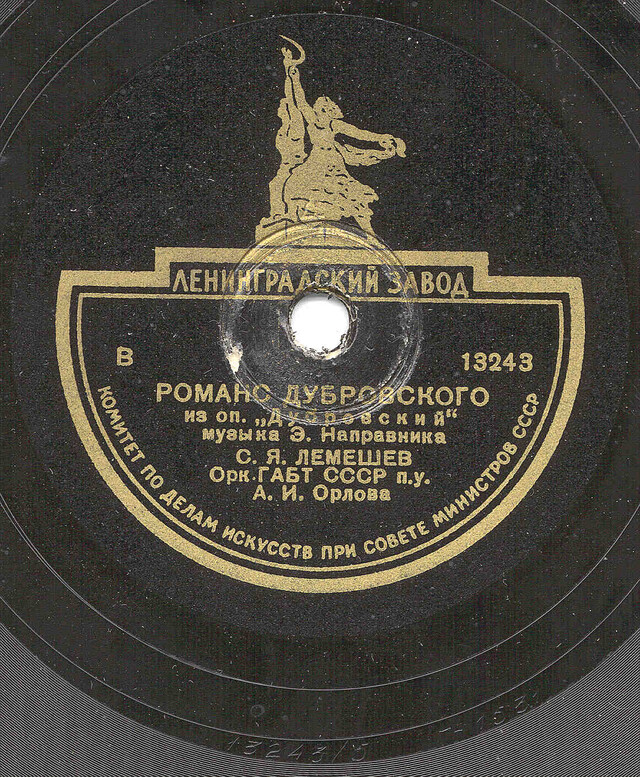 ЛЕНИНГРАДСКИЙ ЗАВОД
В 13243
РОМАНС ДУБРОВСКОГО
из оп. „Дубровский“
музыка Э. Направника
С. Я. ЛЕМЕШЕВ
Орк. ГАБТ СССР п.у.
А. И. Орлова
КОМИТЕТ ПО ДЕЛАМ ИСКУССТВ ПРИ СОВЕТЕ МИНИСТРОВ СССР